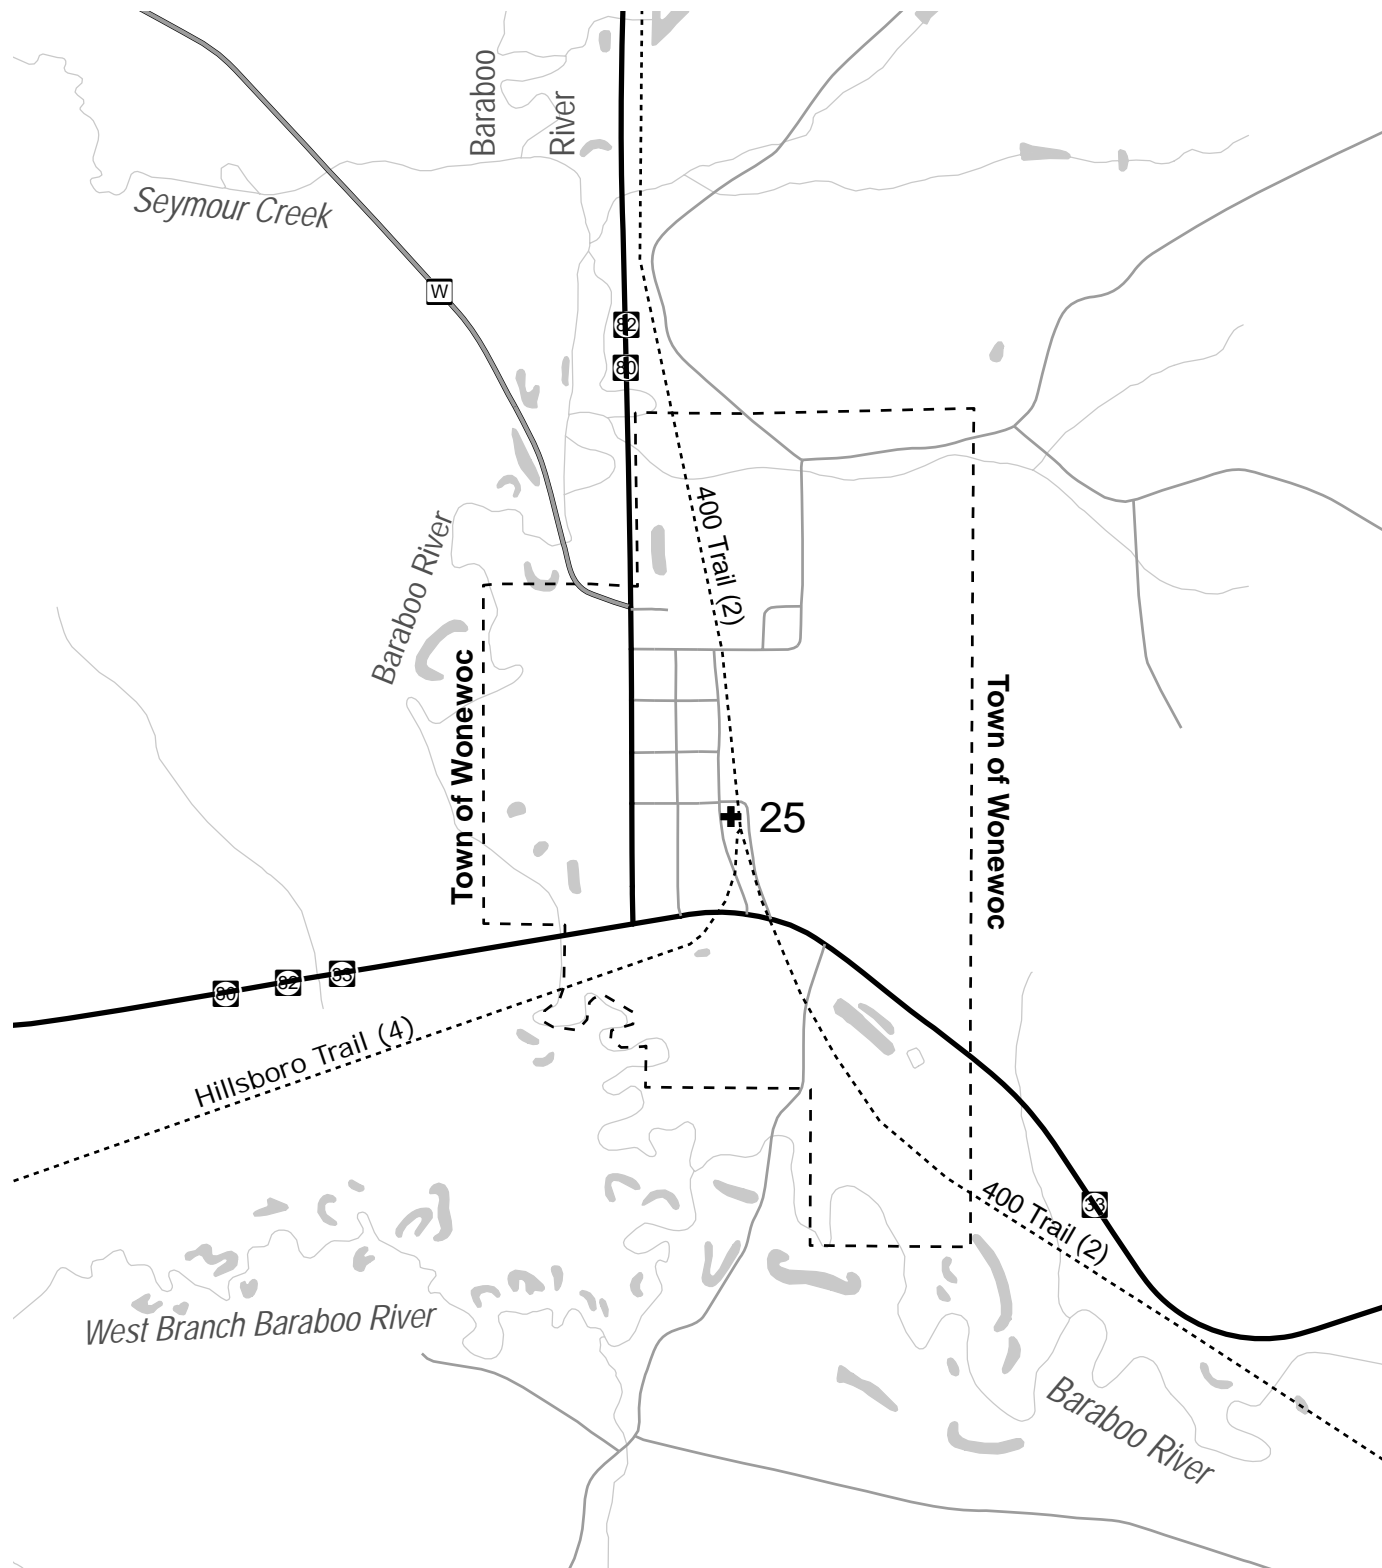 Baraboo
River
Seymour Creek
W
82
80
400 Trail (2)
Baraboo River
Town of Wonewoc
Town of Wonewoc
25
80
82
33
Hillsboro Trail (4)
400 Trail (2)
33
West Branch Baraboo River
Baraboo River